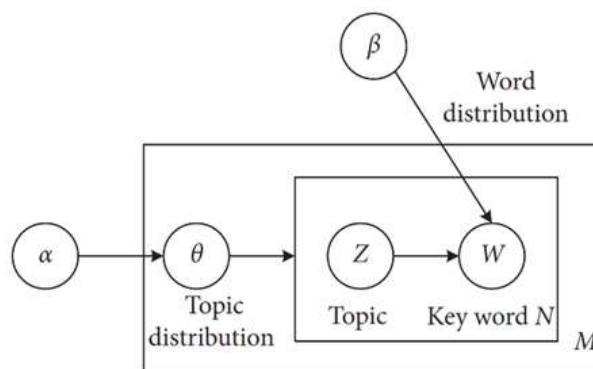 β
Word
distribution
α
θ
Z
W
Topic
distribution
Topic
Key word N
M